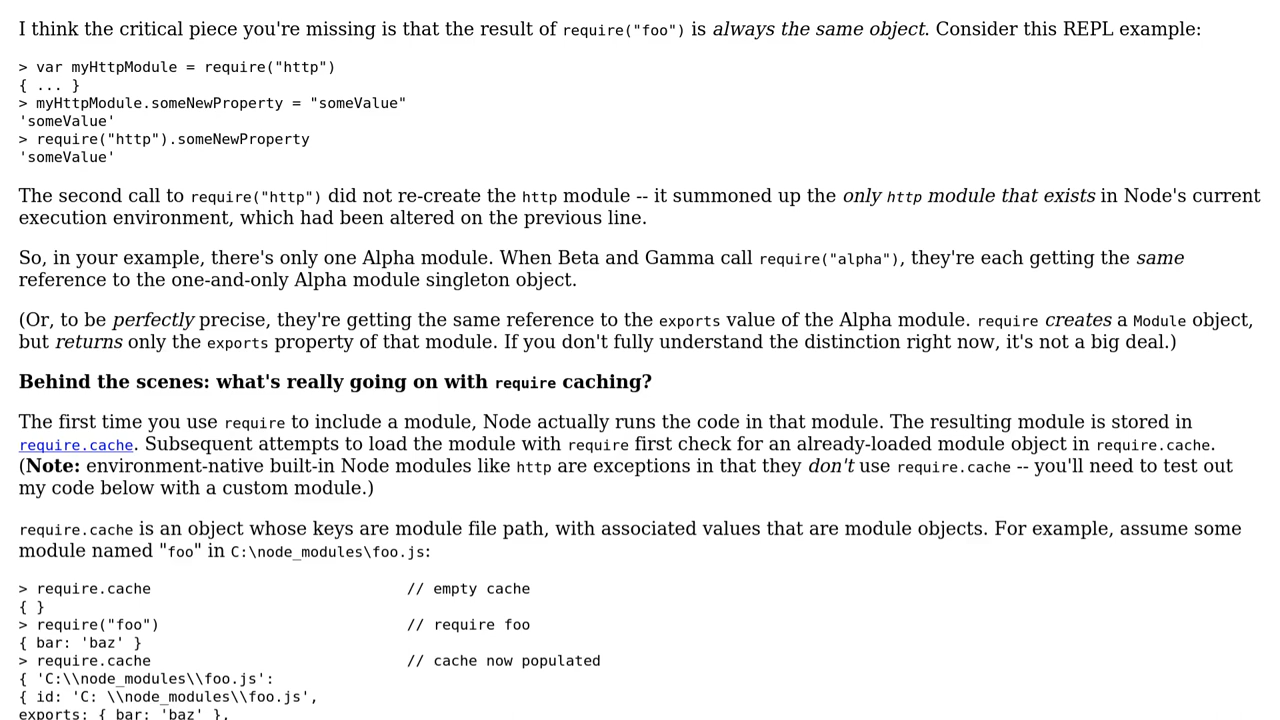 I think the critical piece you're missing is that the result of require("foo") is always the same object. Consider this REPL example:
> var myHttpModule = require("http")
{ ... }
> myHttpModule.someNewProperty = "someValue"
'someValue'
> require("http").someNewProperty
'someValue'
The second call to require("http") did not re-create the http module -- it summoned up the only http module that exists in Node's current
execution environment, which had been altered on the previous line.
So, in your example, there's only one Alpha module. When Beta and Gamma call require("alpha"), they're each getting the same
reference to the one-and-only Alpha module singleton object.
(Or, to be perfectly precise, they're getting the same reference to the exports value of the Alpha module. require creates a Module object,
but returns only the exports property of that module. If you don't fully understand the distinction right now, it's not a big deal.)
Behind the scenes: what's really going on with require caching?
The first time you use require to include a module, Node actually runs the code in that module. The resulting module is stored in
require.cache. Subsequent attempts to load the module with require first check for an already-loaded module object in require.cache.
(Note: environment-native built-in Node modules like http are exceptions in that they don't use require.cache -- you'll need to test out
my code below with a custom module.)
require.cache is an object whose keys are module file path, with associated values that are module objects. For example, assume some
module named "foo" in C:\node_modules\foo.js:
> require.cache // empty cache
{ }
> require("foo") // require foo
{ bar: 'baz' }
> require.cache // cache now populated
{ 'C:\\node_modules\\foo.js':
{ id: 'C: \\node_modules\\foo.js',
exports: { bar: 'baz' },